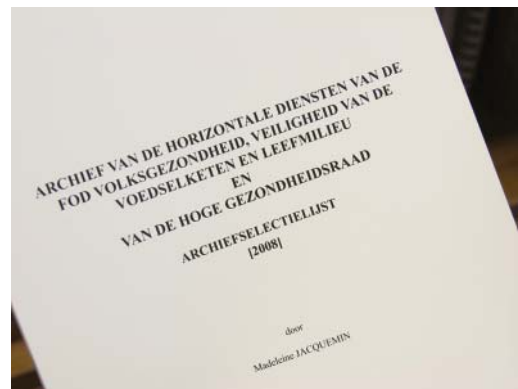 ARCHIEF VAN DE HORIZONTALE DIENSTEN VAN DE
FOD VOLKSGEZONDHEID, VEILIGHEID VAN DE
VOEDSELKETEN EN LEEFMILIEU
EN
VAN DE HOGE GEZONDHEIDSRAAD
ARCHIEFSELECTIELIJST
[2008]
door
Madeleine JACQUEMIN